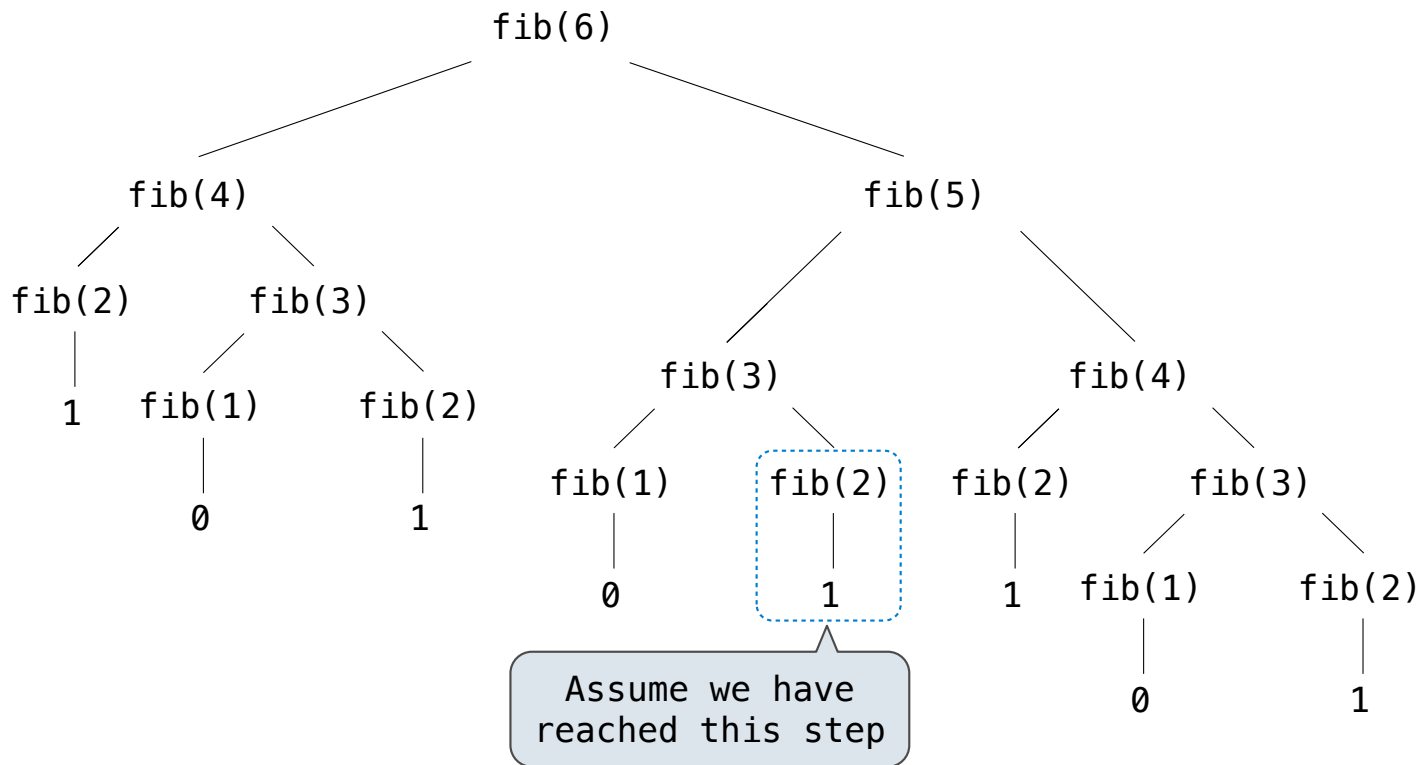 fib(6)
fib(4) fib(5)
fib(2) fib(3)
fib(3) fib(4)
1 fib(1) fib(2)
fib(1) fib(2) fib(2) fib(3)
0 1
0 1 1 fib(1) fib(2)
Assume we have
reached this step
0 1